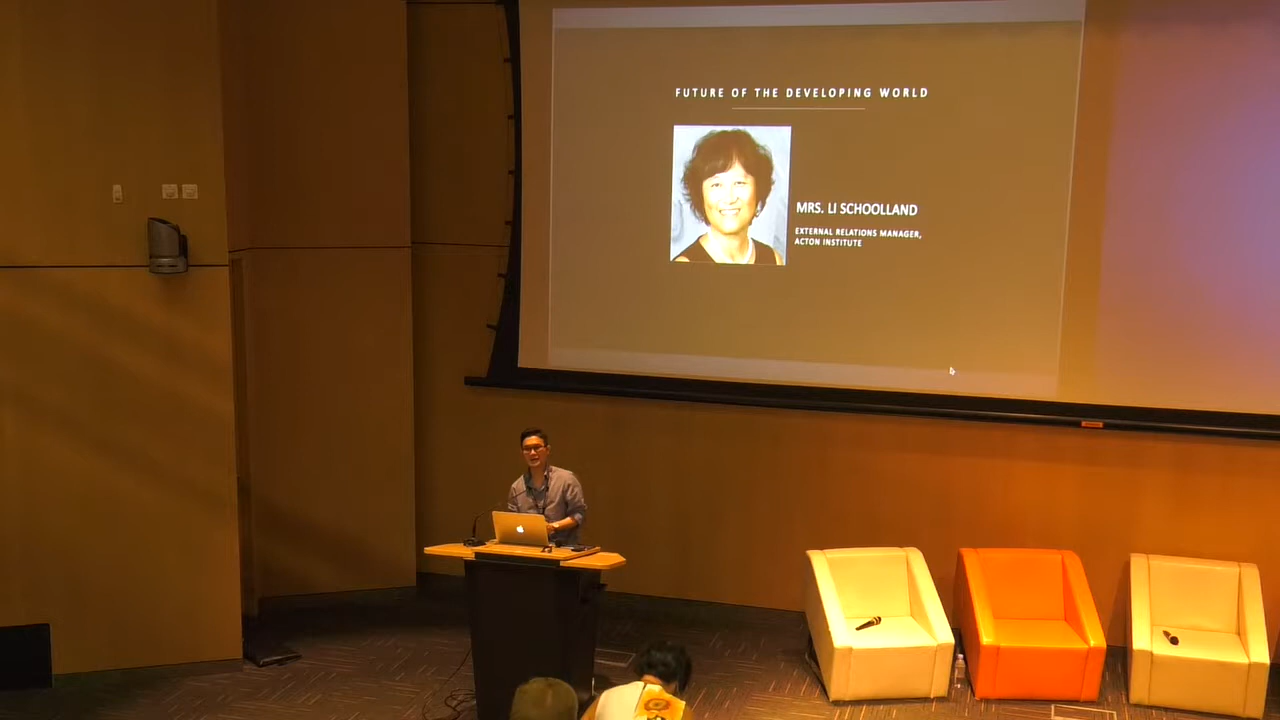 FUTURE OF THE DEVELOPING WORLD
MRS. LI SCHOOLLAND
EXTERNAL RELATIONS MANAGER,
ACTON INSTITUTE